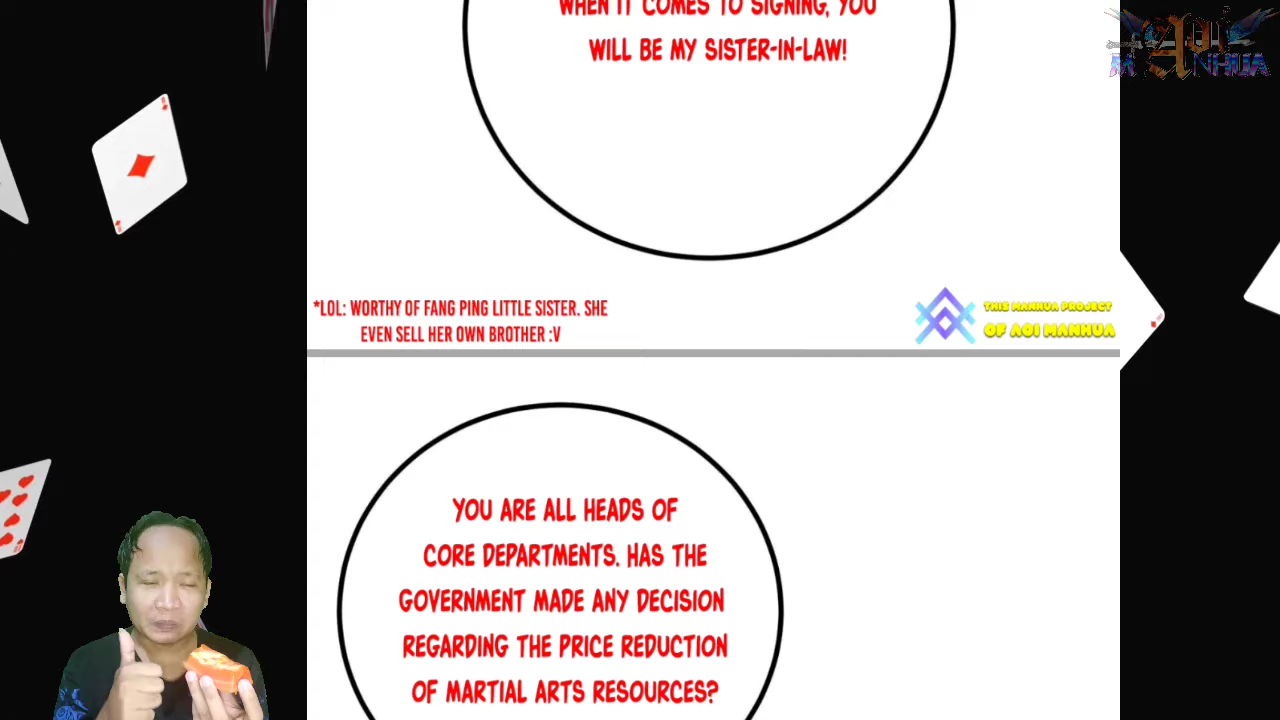 WHEN IT COMES TO SIGNING, YOU
WILL BE MY SISTER-IN-LAW!
Aoi
MANHUA
*LOL: WORTHY OF FANG PING LITTLE SISTER. SHE
EVEN SELL HER OWN BROTHER :V
THIS MANHUA PROJECT
OF AOI MANHUA
YOU ARE ALL HEADS OF
CORE DEPARTMENTS. HAS THE
GOVERNMENT MADE ANY DECISION
REGARDING THE PRICE REDUCTION
OF MARTIAL ARTS RESOURCES?